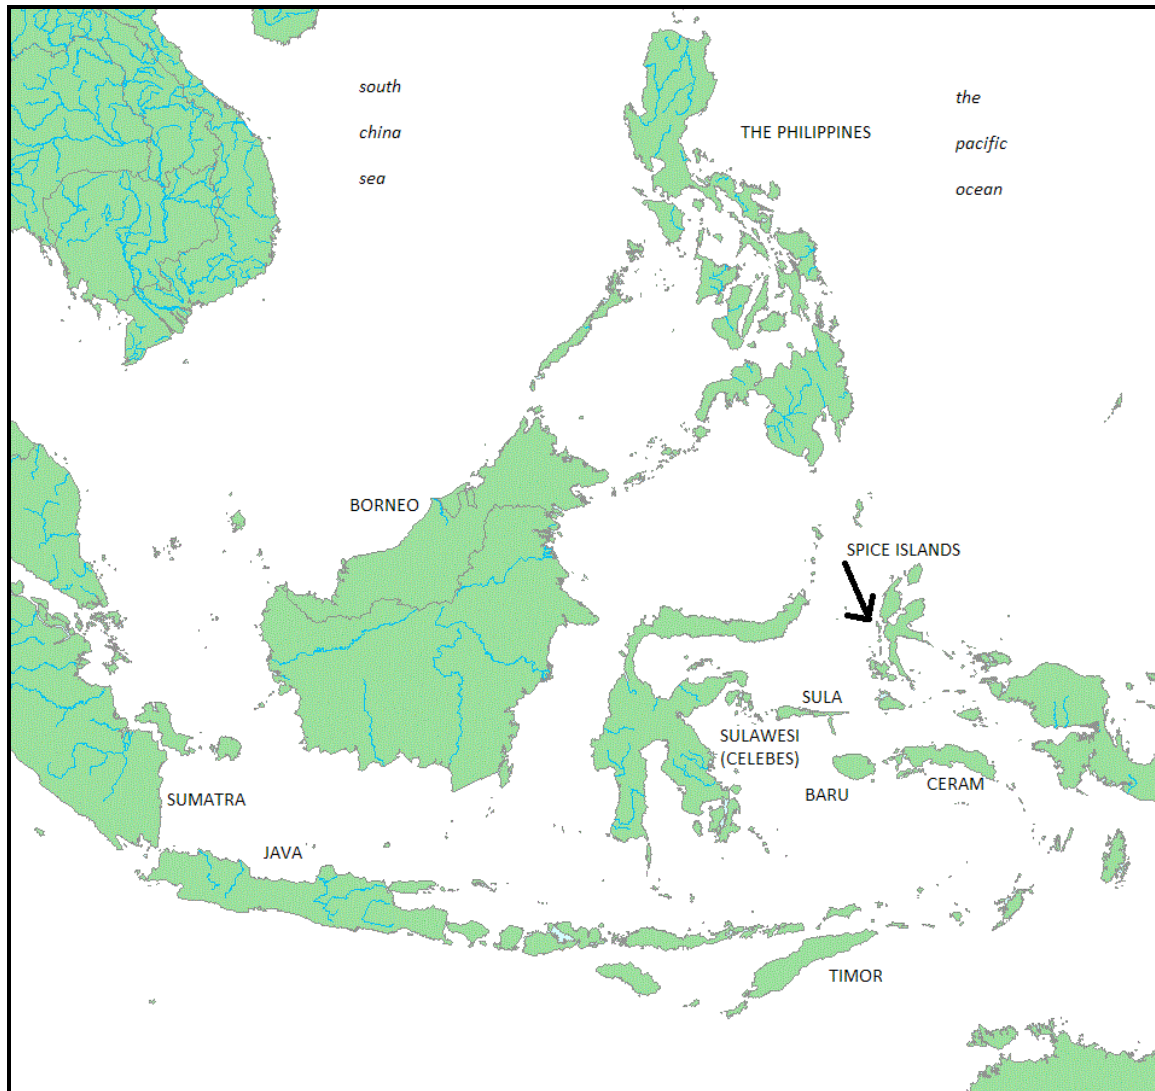 south
china
sea
the
pacific
ocean
THE PHILIPPINES
BORNEO
SPICE ISLANDS
SULA
SULAWESI
(CELEBES)
BARU
CERAM
SUMATRA
JAVA
TIMOR